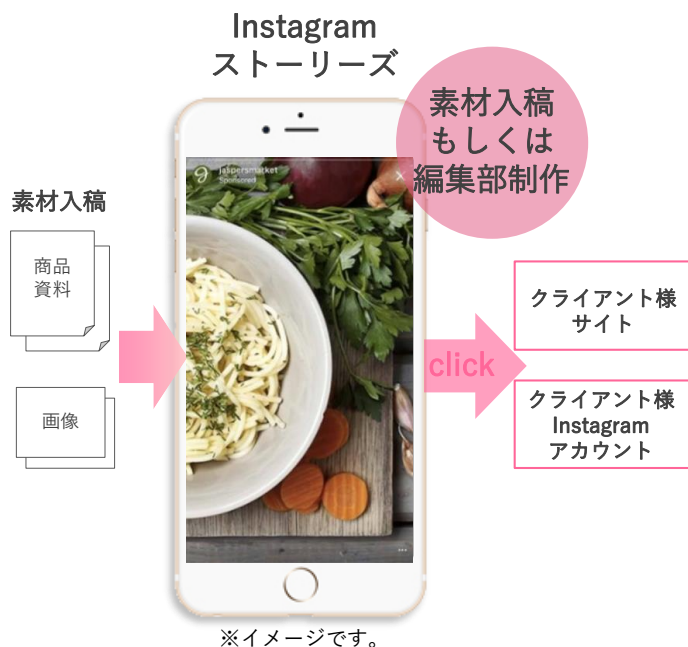 Instagram
ストーリーズ
素材入稿
もしくは
編集部制作
jaspersmarket
Sponsored
素材入稿
商品
資料
画像
click
クライアント様
サイト
クライアント様
Instagram
アカウント
※イメージです。